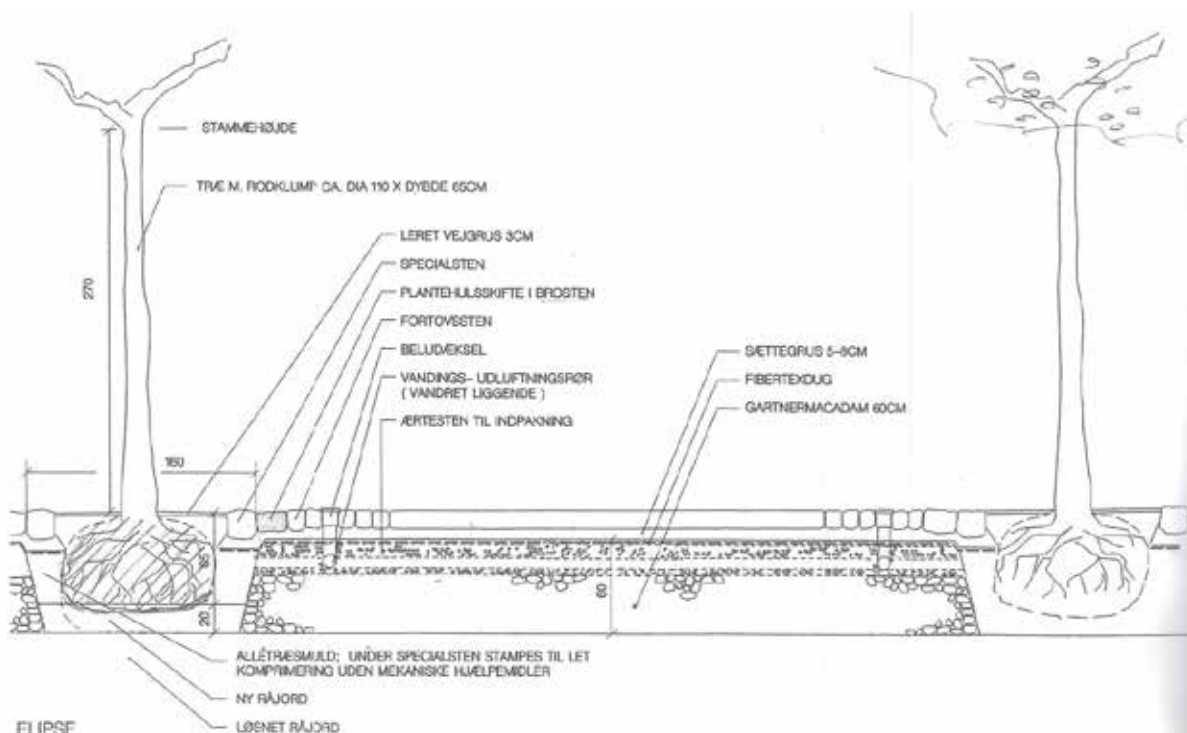 STAMMEHØJDE
TRÆ M. RODKLUMP CA. DIA 110 X DYBDE 65CM
LERET VEJGRUS 3CM
SPECIALSTEN
PLANTEHULSSKIFTE I BROSTEN
FORTOVSSTEN
BELUDÆKSEL
VANDINGS- UDLUFTNINGSRØR
( VANDRET LIGGENDE )
ÆRTESTEN TIL INDPAKNING
SÆTTEGRUS 5-8CM
FIBERTEXDUG
GARTNERMACADAM 60CM
270
160
65
20
60
ALLÉTRÆSMULD; UNDER SPECIALSTEN STAMPES TIL LET
KOMPRIMERING UDEN MEKANISKE HJÆLPEMIDLER
NY RÅJORD
LØSNET RÅJORD
ELIPSE